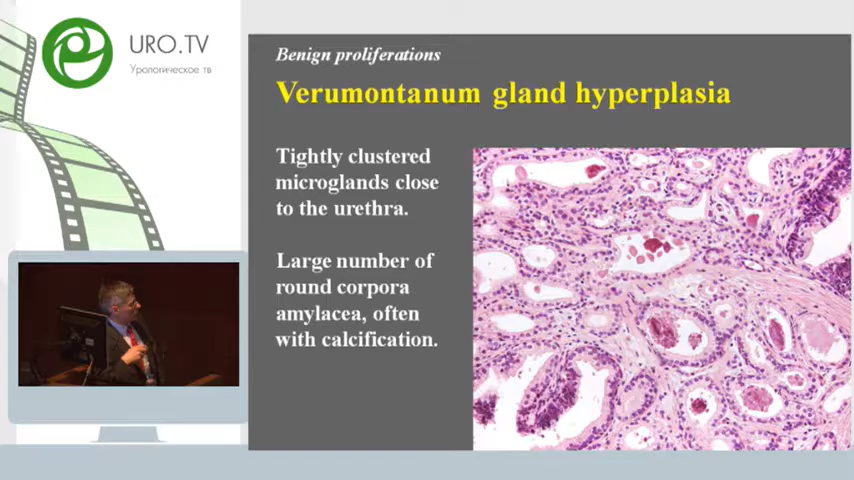 URO.TV
Урологическое тв
Benign proliferations
Verumontanum gland hyperplasia
Tightly clustered
microglands close
to the urethra.
Large number of
round corpora
amylacea, often
with calcification.